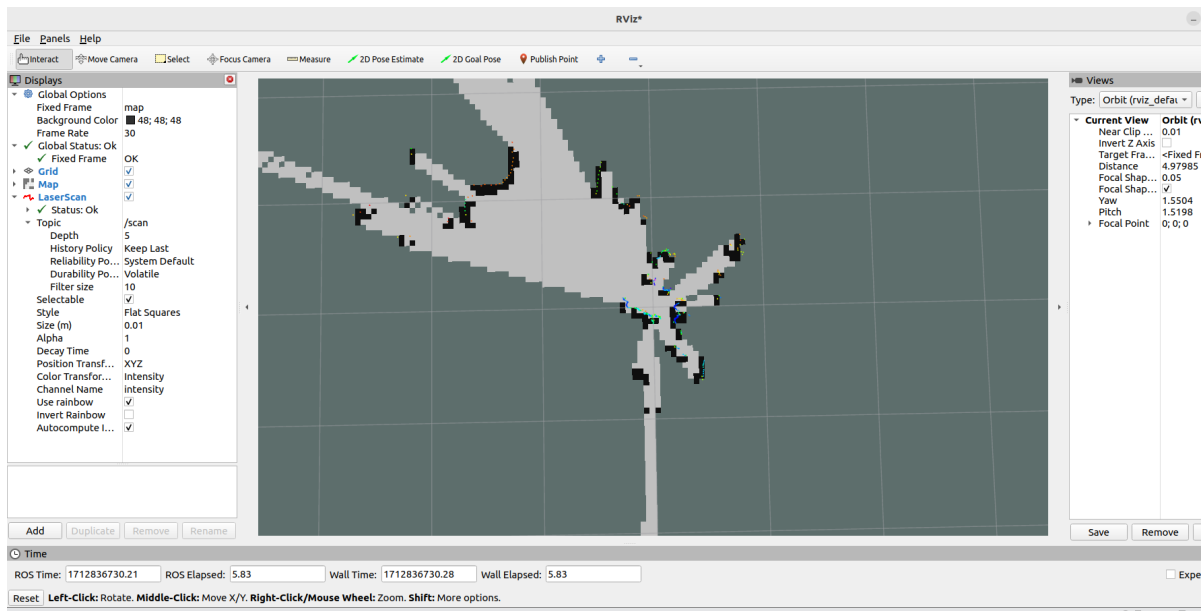 RViz*
File Panels Help
Interact Move Camera Select Focus Camera Measure 2D Pose Estimate 2D Goal Pose Publish Point
Displays
Global Options
Fixed Frame map
Background Color 48; 48; 48
Frame Rate 30
Global Status: Ok
Fixed Frame OK
Grid
Map
LaserScan
Status: Ok
Topic /scan
Depth 5
History Policy Keep Last
Reliability Po... System Default
Durability Po... Volatile
Filter size 10
Selectable
Style Flat Squares
Size (m) 0.01
Alpha 1
Decay Time 0
Position Transf... XYZ
Color Transfor... Intensity
Channel Name intensity
Use rainbow
Invert Rainbow
Autocompute I...
Add Duplicate Remove Rename
Views
Type: Orbit (rviz_defau
Current View Orbit (rv
Near Clip ... 0.01
Invert Z Axis
Target Fra... <Fixed Fr
Distance 4.97985
Focal Shap... 0.05
Focal Shap...
Yaw 1.5504
Pitch 1.5198
Focal Point 0; 0; 0
Save Remove
Time
ROS Time: 1712836730.21 ROS Elapsed: 5.83 Wall Time: 1712836730.28 Wall Elapsed: 5.83 Expe
Reset Left-Click: Rotate. Middle-Click: Move X/Y. Right-Click/Mouse Wheel: Zoom. Shift: More options.